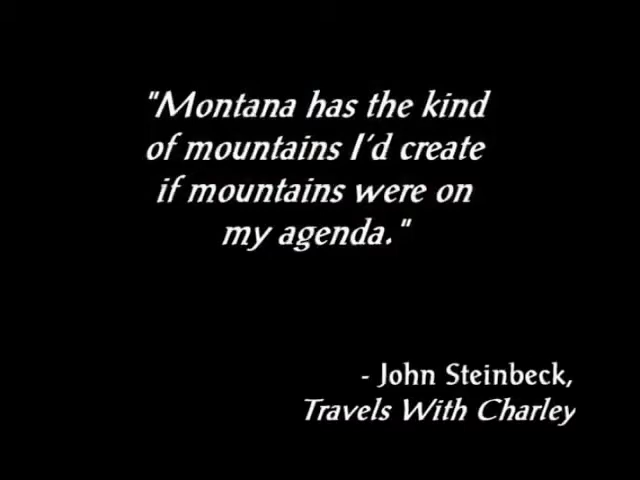 "Montana has the kind
of mountains I'd create
if mountains were on
my agenda."
- John Steinbeck,
Travels With Charley